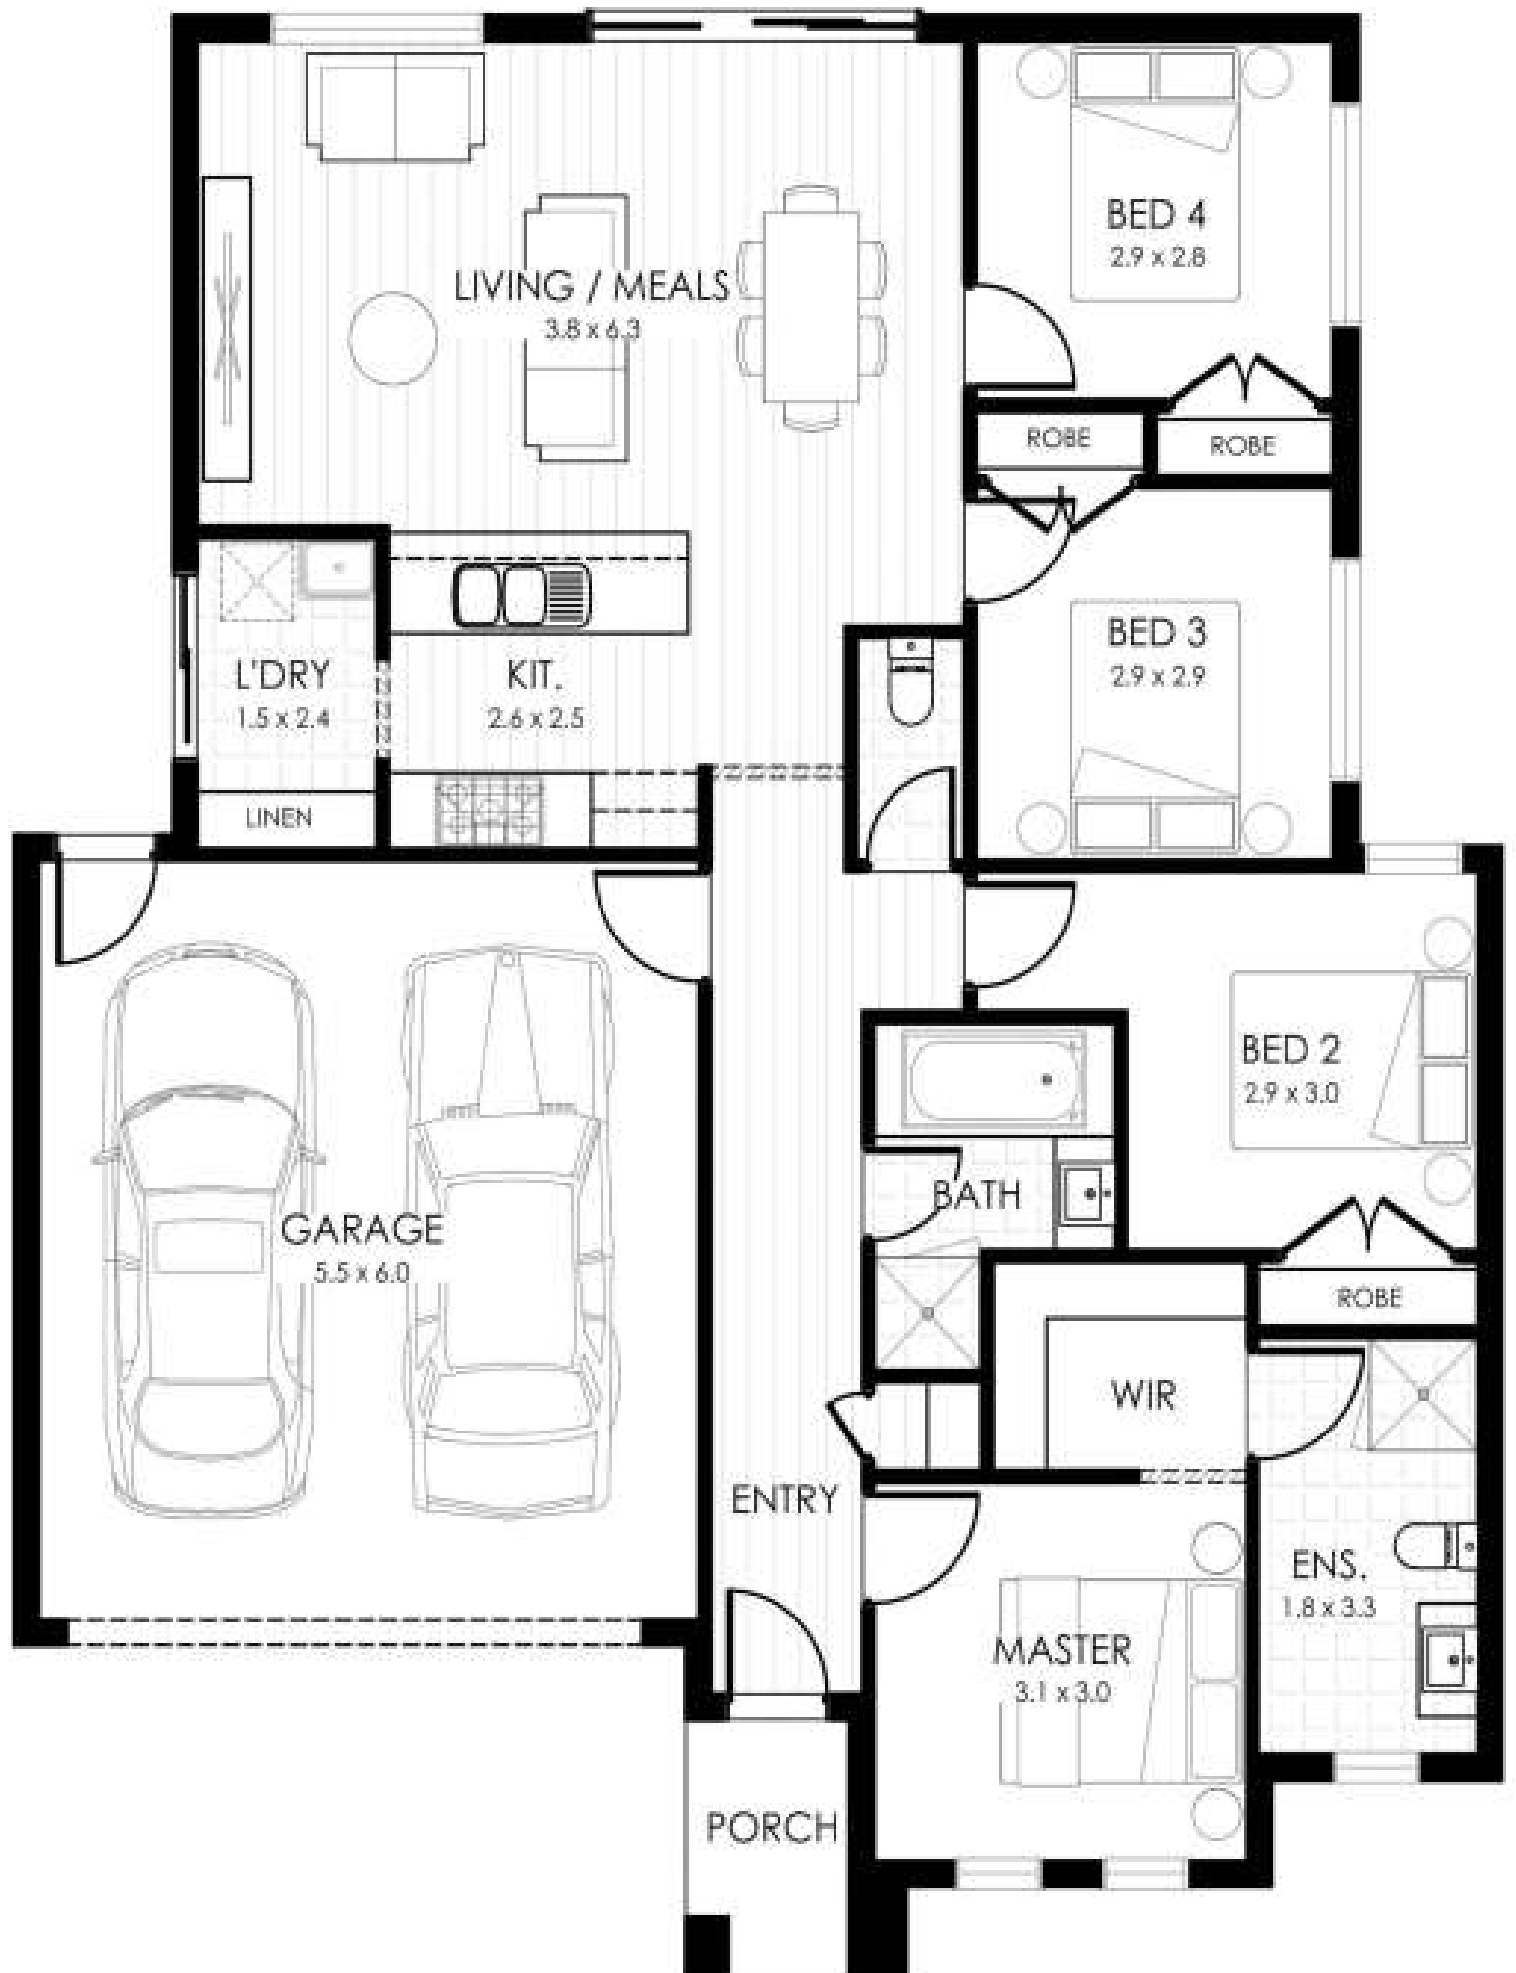 BED 4
2.9 x 2.8
LIVING / MEALS
3.8 x 6.3
ROBE
ROBE
BED 3
2.9 x 2.9
L'DRY
1.5 x 2.4
KIT.
2.6 x 2.5
LINEN
BED 2
2.9 x 3.0
BATH
GARAGE
5.5 x 6.0
ROBE
WIR
ENTRY
ENS.
1.8 x 3.3
MASTER
3.1 x 3.0
PORCH